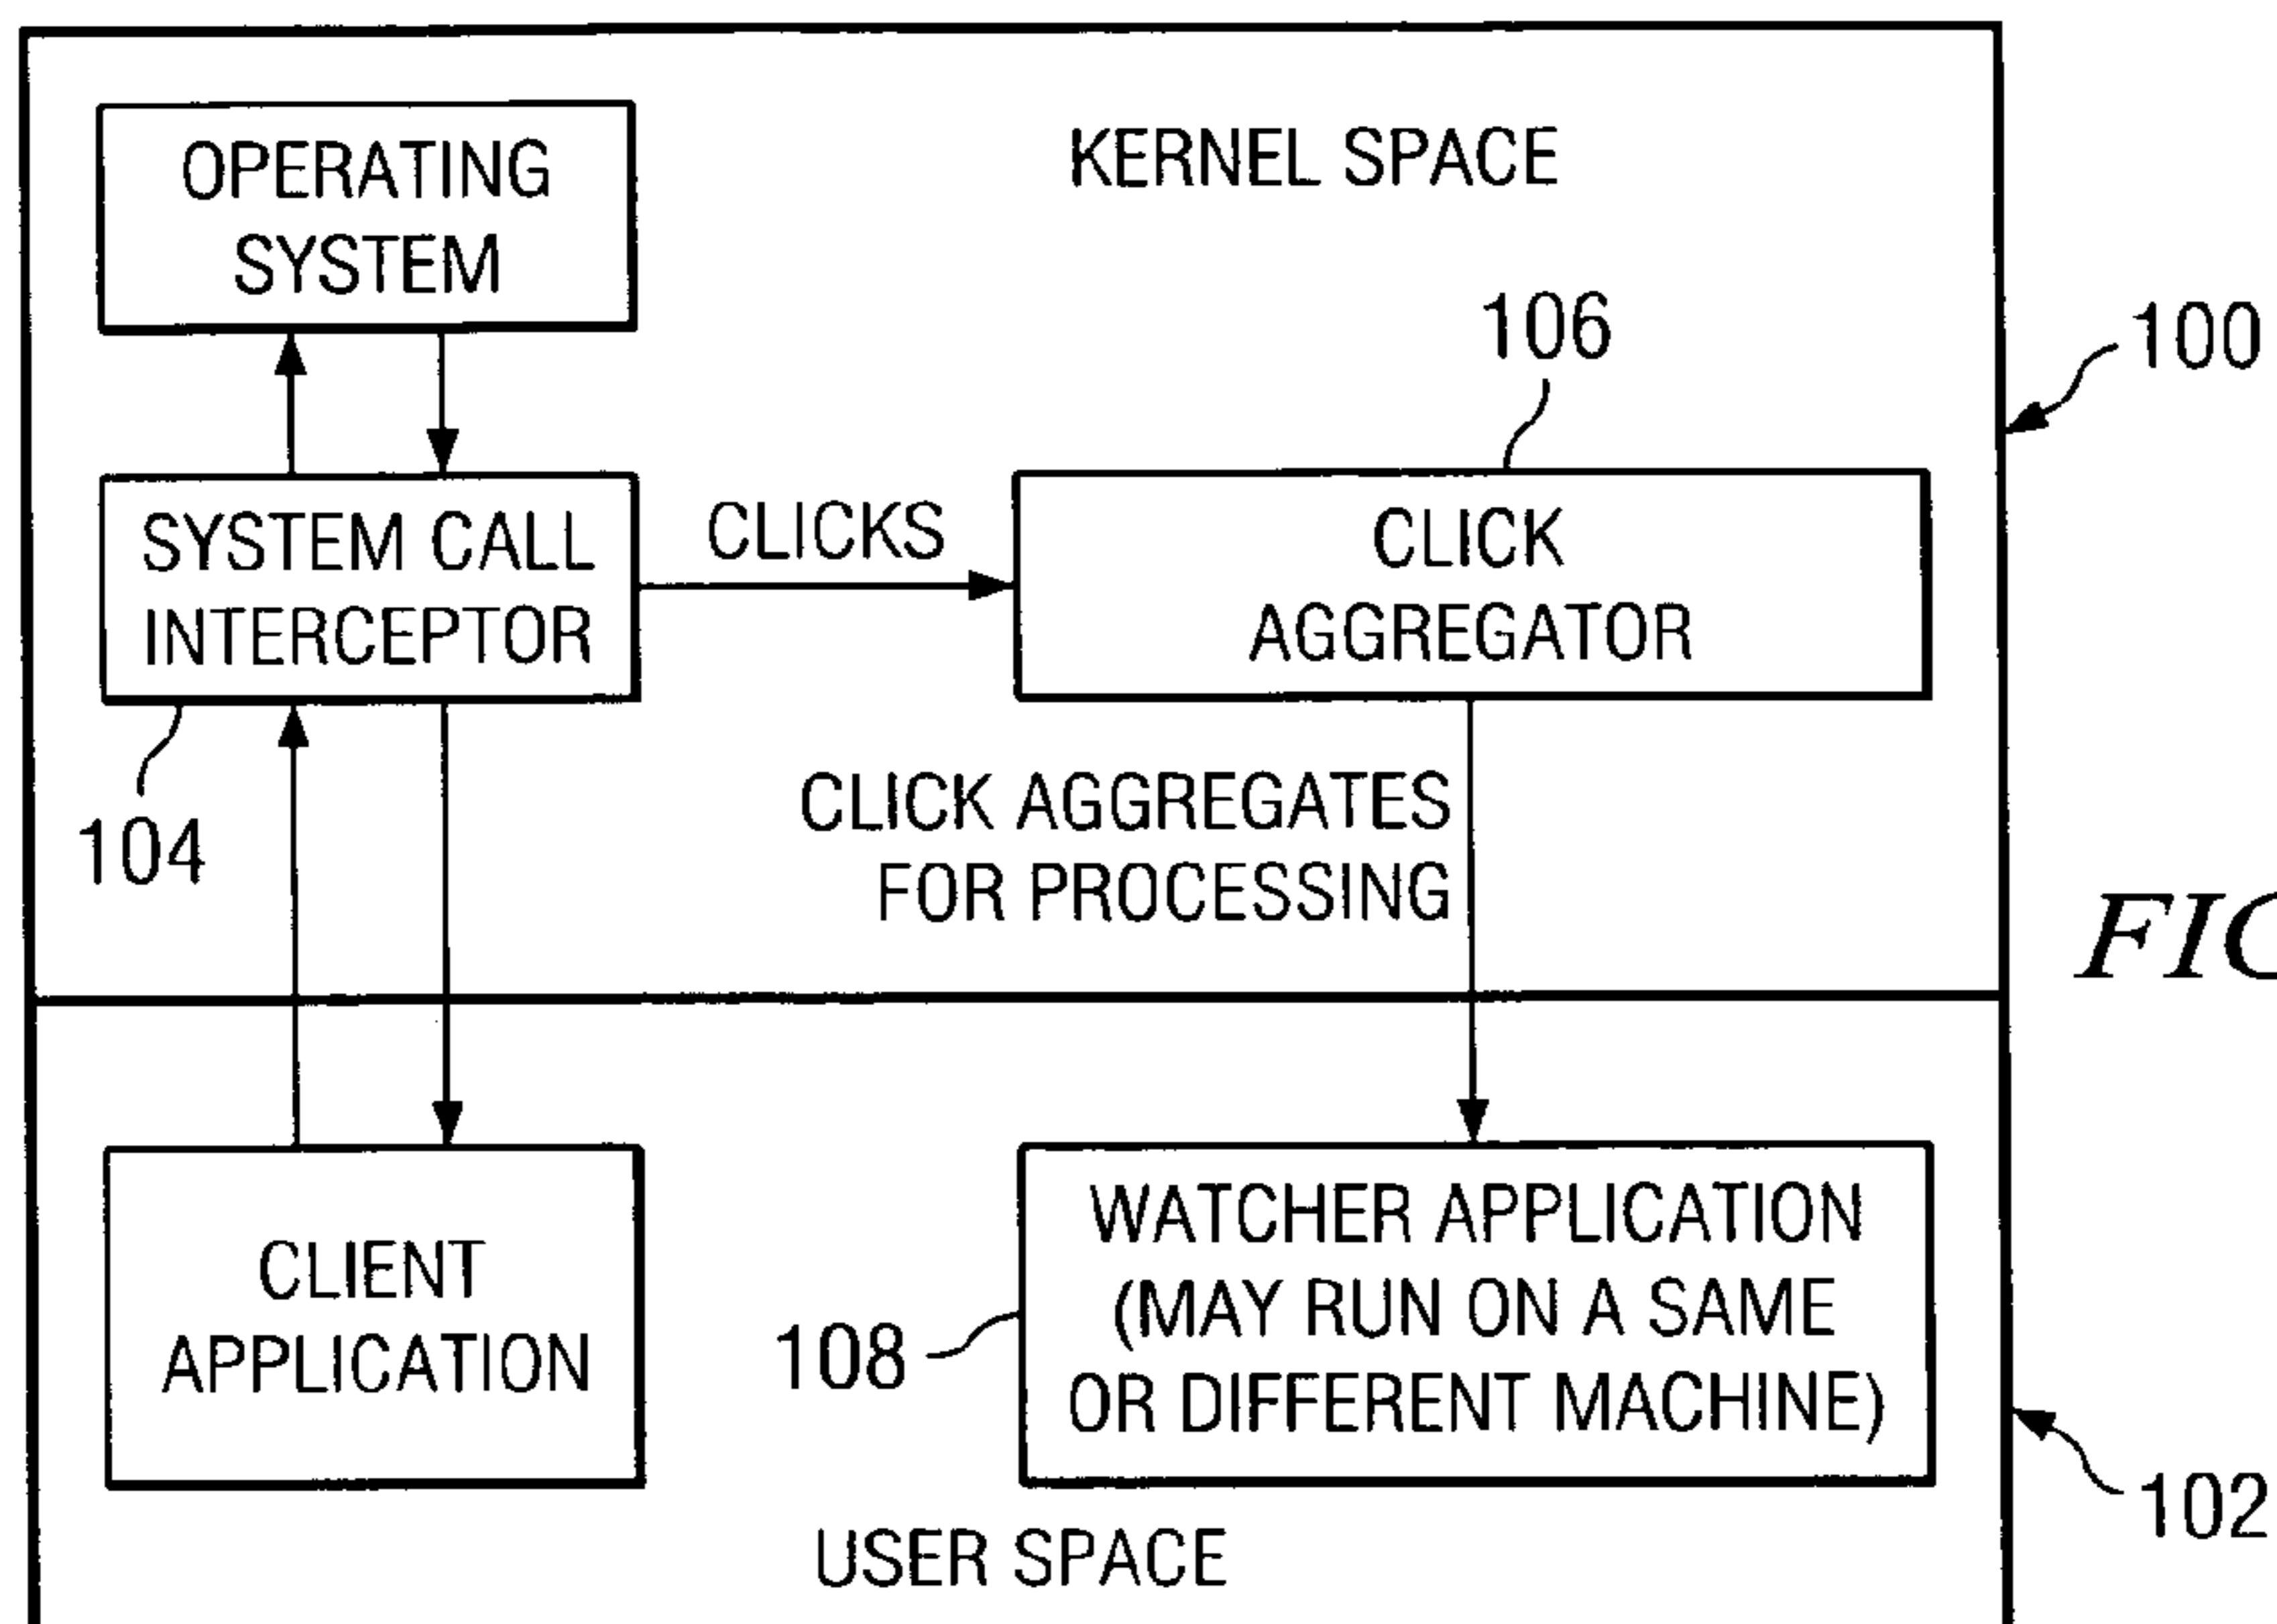 OPERATING
SYSTEM
KERNEL SPACE
106
100
SYSTEM CALL
INTERCEPTOR
CLICKS
CLICK
AGGREGATOR
104
CLICK AGGREGATES
FOR PROCESSING
CLIENT
APPLICATION
WATCHER APPLICATION
(MAY RUN ON A SAME
OR DIFFERENT MACHINE)
108
102
USER SPACE